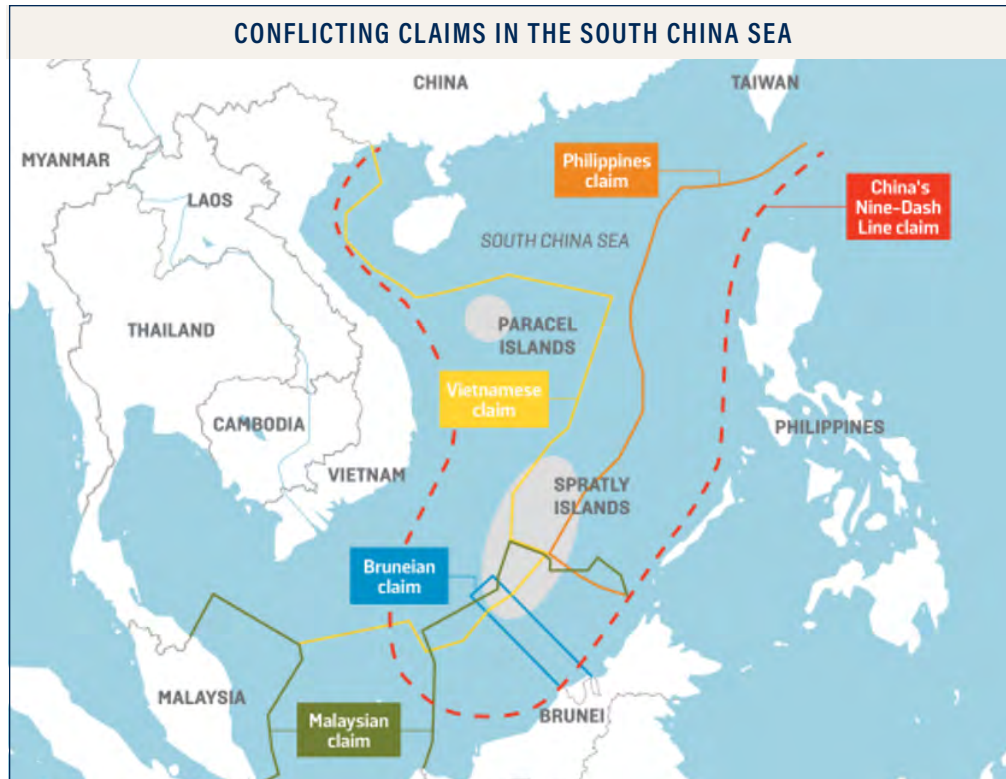 CONFLICTING CLAIMS IN THE SOUTH CHINA SEA
CHINA
TAIWAN
MYANMAR
Philippines
claim
LAOS
China's
Nine-Dash
Line claim
SOUTH CHINA SEA
THAILAND
PARACEL
ISLANDS
Vietnamese
claim
CAMBODIA
PHILIPPINES
VIETNAM
SPRATLY
ISLANDS
Bruneian
claim
MALAYSIA
Malaysian
claim
BRUNEI